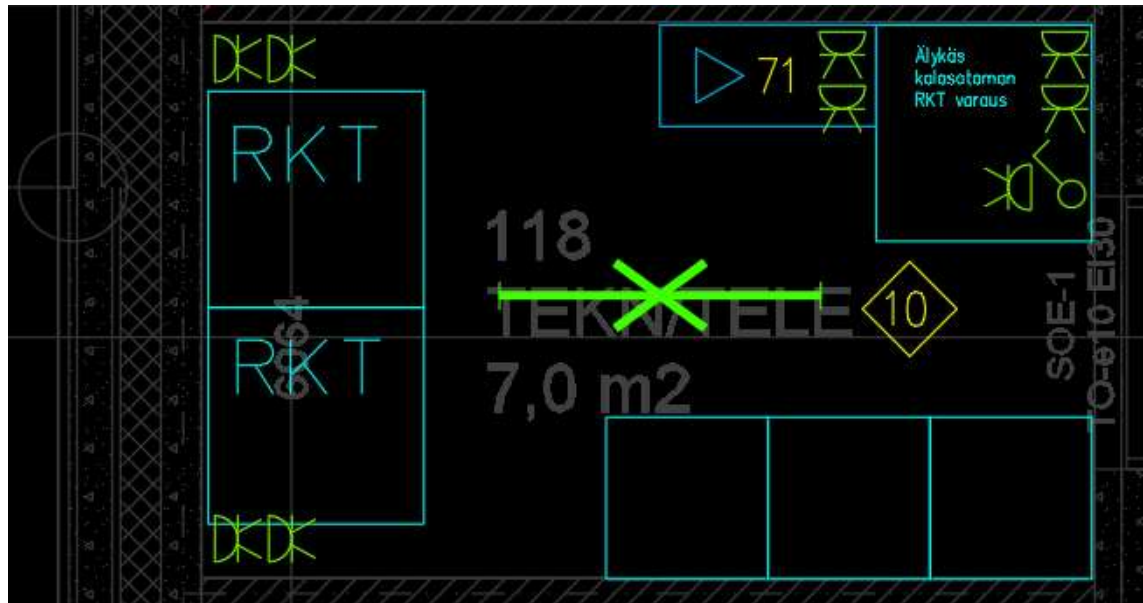 RKT
71
Älykäs
kalasataman
RKT varaus
118
TEKN/TELE
7,0 m2
10
RKT
6064
SOE-1
TO-e10 EI30